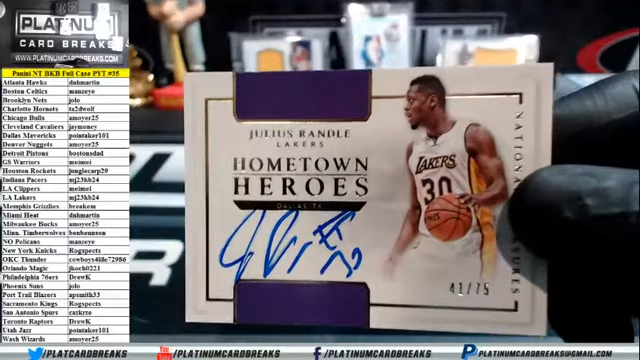 PLATINUM
CARD BREAKS
WWW.PLATINUMCARDBREAKS.COM
Panini NT BKB Full Case PYT #35
Atlanta Hawks dahmartin
Boston Celtics manzeye
Brooklyn Nets jolo
Charlotte Hornets ta2dwolf
Chicago Bulls amoyer25
Cleveland Cavaliers jaymoney
Dallas Mavericks pointaker101
Denver Nuggets amoyer25
Detroit Pistons bostonsdad
GS Warriors meimei
Houston Rockets junglecarp29
Indiana Pacers mj23kb24
LA Clippers meimei
LA Lakers mj23kb24
Memphis Grizzlies breakem
Miami Heat dahmartin
Milwaukee Bucks amoyer25
Minn. Timberwolves benbennson
NO Pelicans manzeye
New York Knicks Rogspects
OKC Thunder cowboys4life72986
Orlando Magic jkoch0221
Philadelphia 76ers DrewK
Phoenix Suns jolo
Port Trail Blazers apsmith33
Sacramento Kings Rogspects
San Antonio Spurs cazkrze
Toronto Raptors DrewK
Utah Jazz pointaker101
Wash Wizards amoyer25
JULIUS RANDLE
LAKERS
HOMETOWN
HEROES
DALLAS, TX
LAKERS
30
41/75
/PLATCARDBREAKS
/PLATINUMCARDBREAKS
/PLATINUMCARDBREAKS
PLATINUMCARDBREAKS@GMAIL.COM